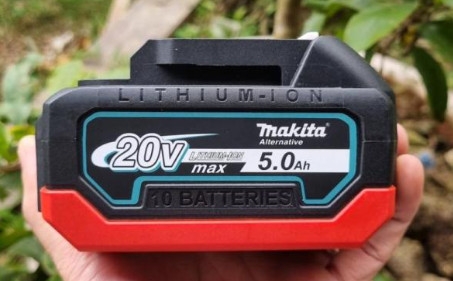 LITHIUM-ION
makita
Alternative
20V LITHIUM-ION
max 5.0Ah
10 BATTERIES